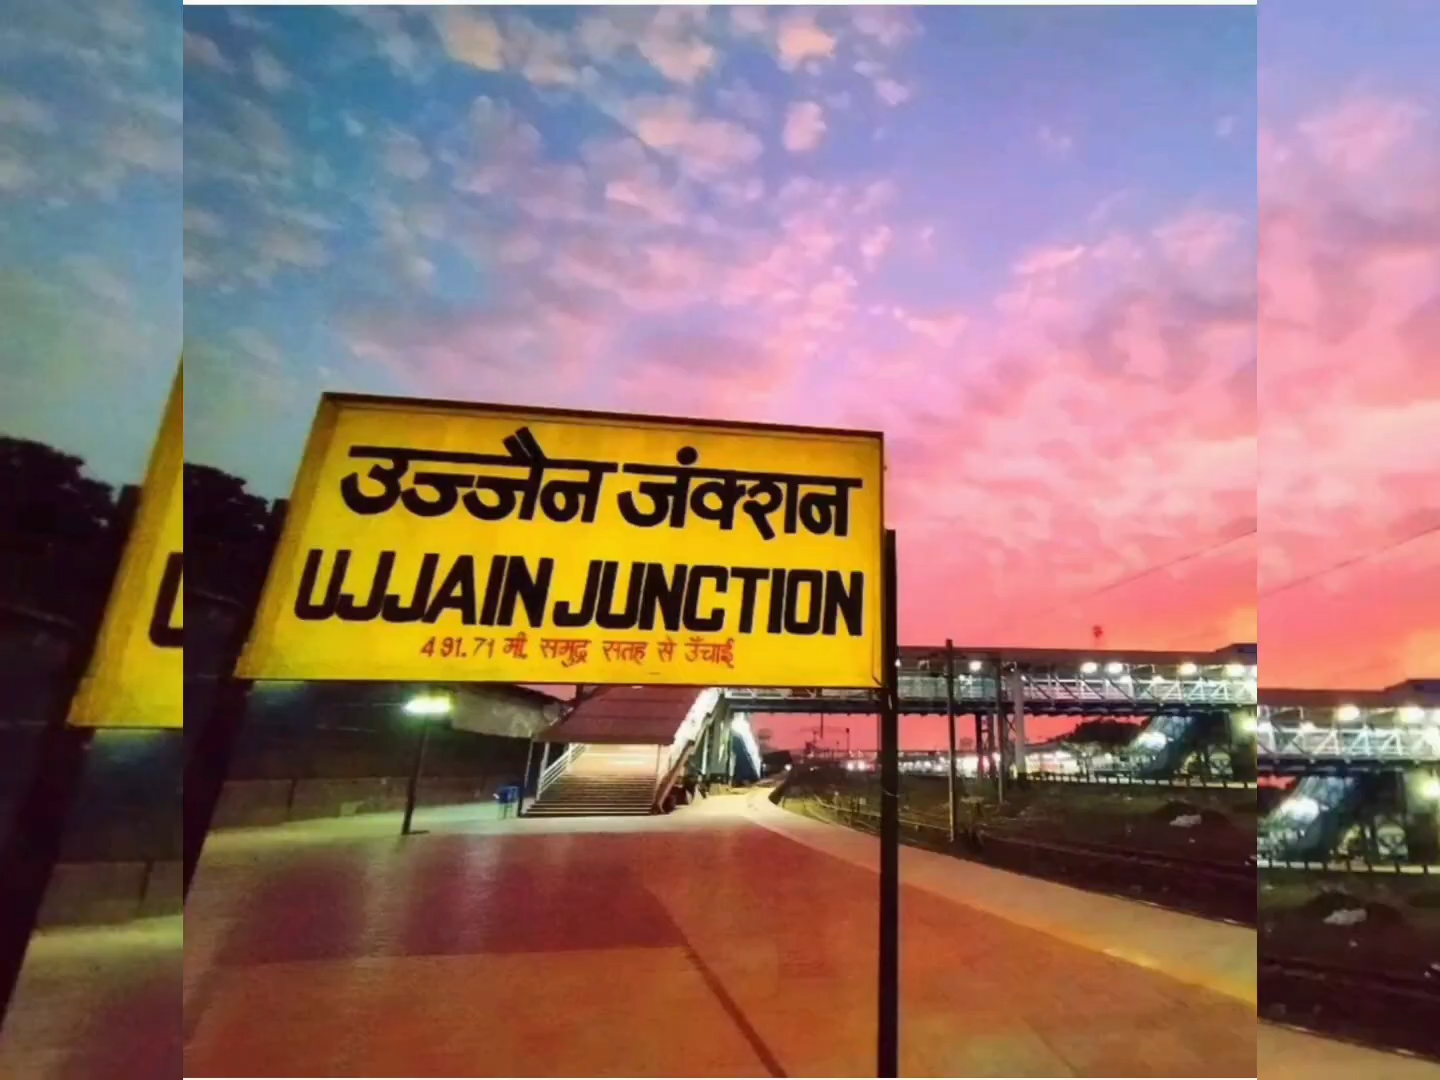 उज्जैन जंक्शन
UJJAIN JUNCTION
491.71 मी. समुद्र सतह से उँचाई